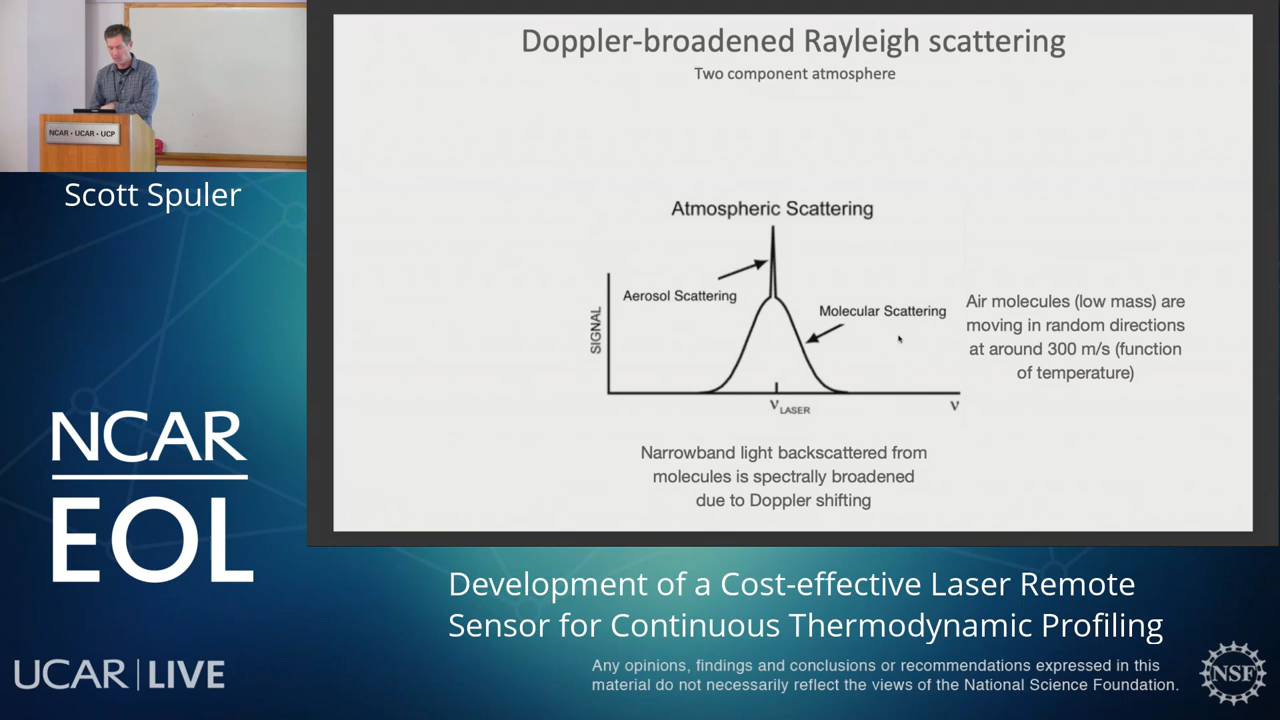 Doppler-broadened Rayleigh scattering
Two component atmosphere
NCAR • UCAR • UCP
Scott Spuler
Atmospheric Scattering
Aerosol Scattering
Molecular Scattering
SIGNAL
ν LASER
ν
Air molecules (low mass) are
moving in random directions
at around 300 m/s (function
of temperature)
Narrowband light backscattered from
molecules is spectrally broadened
due to Doppler shifting
NCAR
EOL
Development of a Cost-effective Laser Remote
Sensor for Continuous Thermodynamic Profiling
UCAR | LIVE
Any opinions, findings and conclusions or recommendations expressed in this
material do not necessarily reflect the views of the National Science Foundation.
NSF